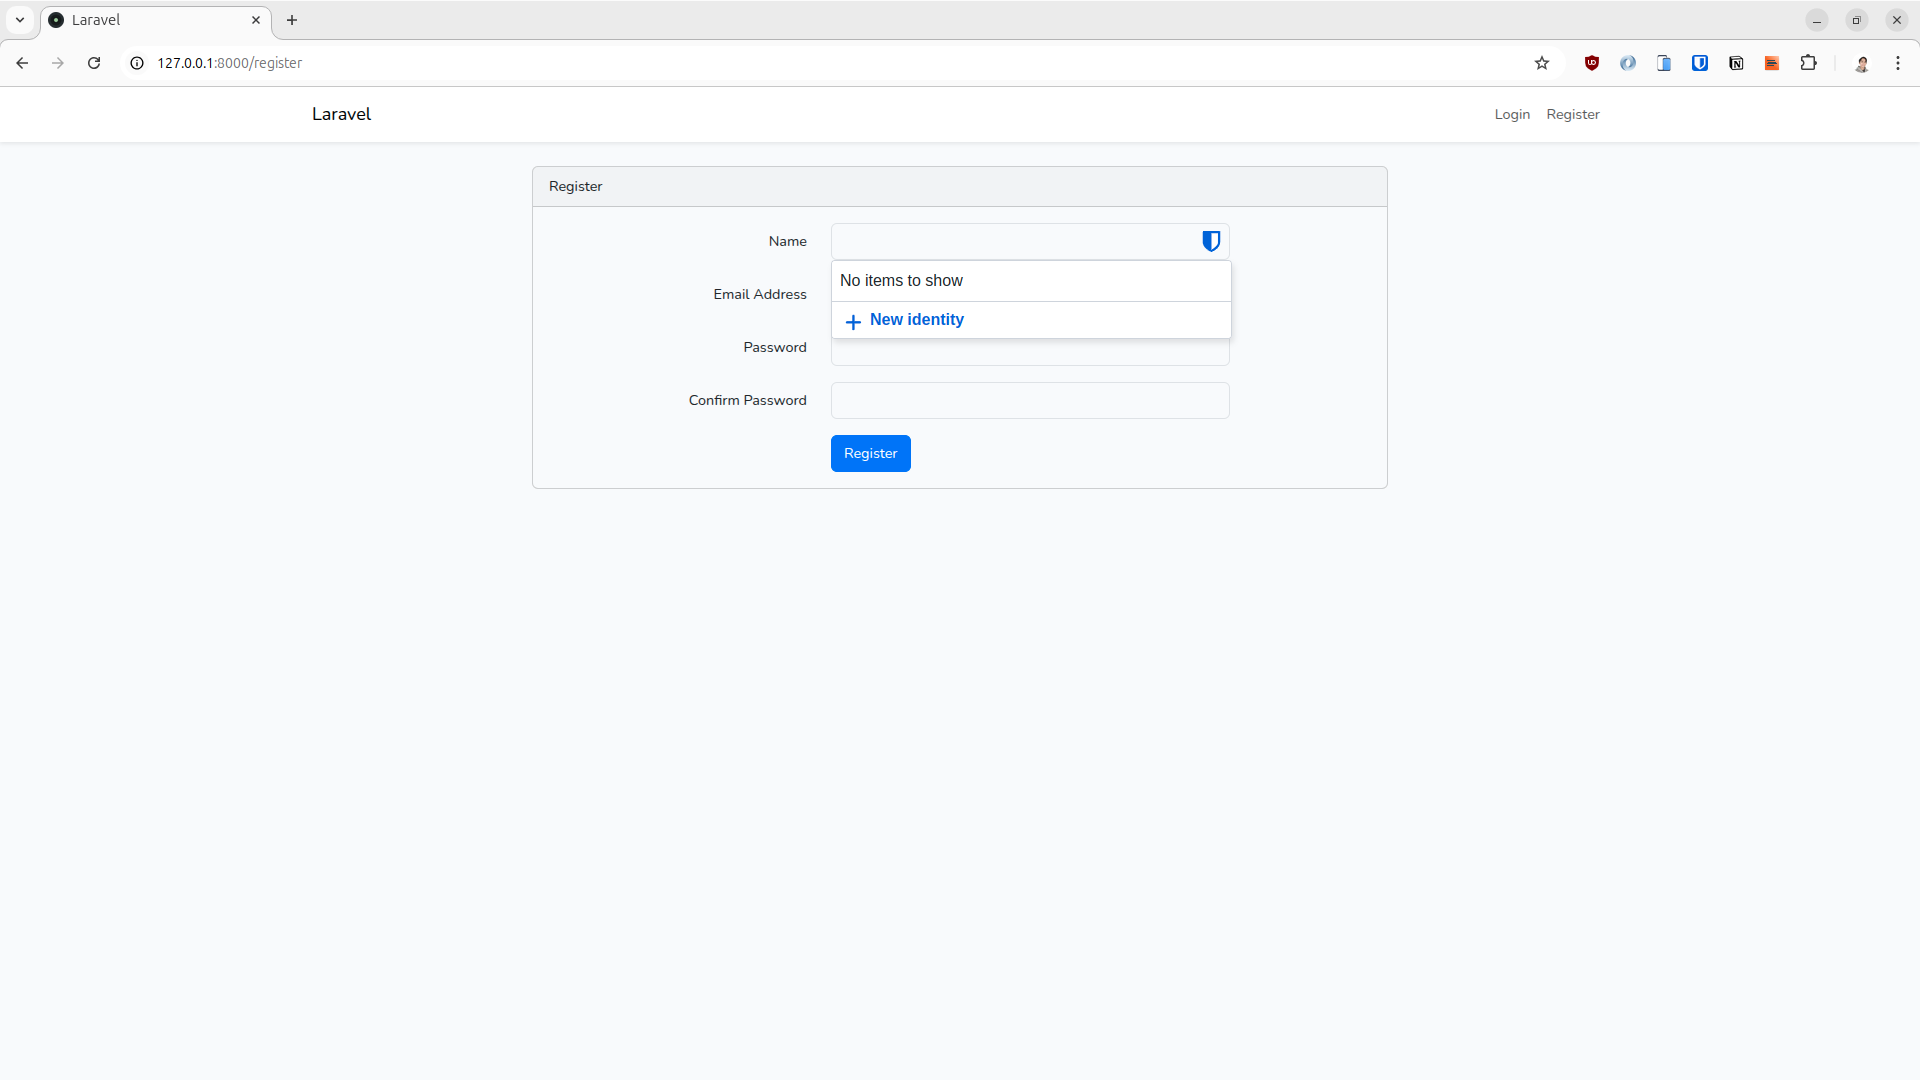 Laravel
127.0.0.1:8000/register
Laravel
Login Register
Register
Name
No items to show
Email Address
New identity
Password
Confirm Password
Register